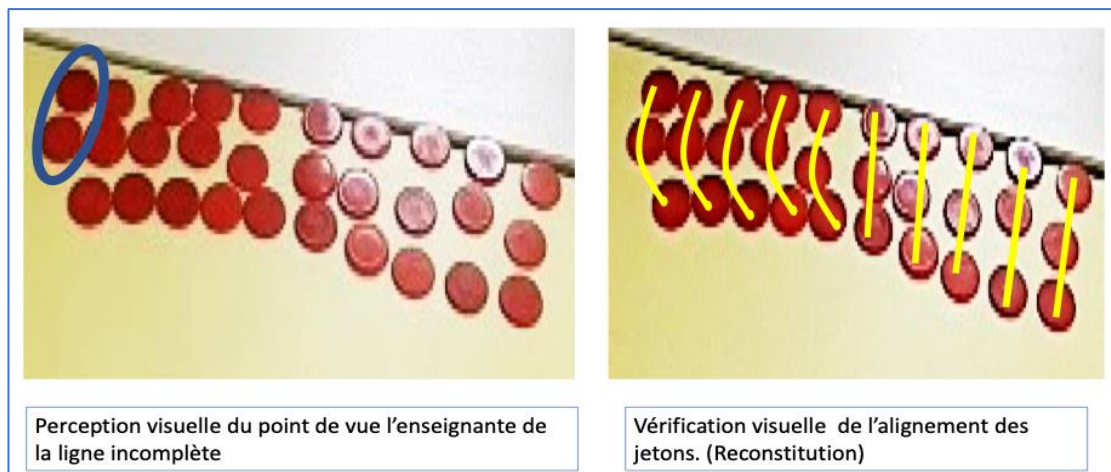 Perception visuelle du point de vue l’enseignante de
la ligne incomplète
Vérification visuelle de l’alignement des
jetons. (Reconstitution)